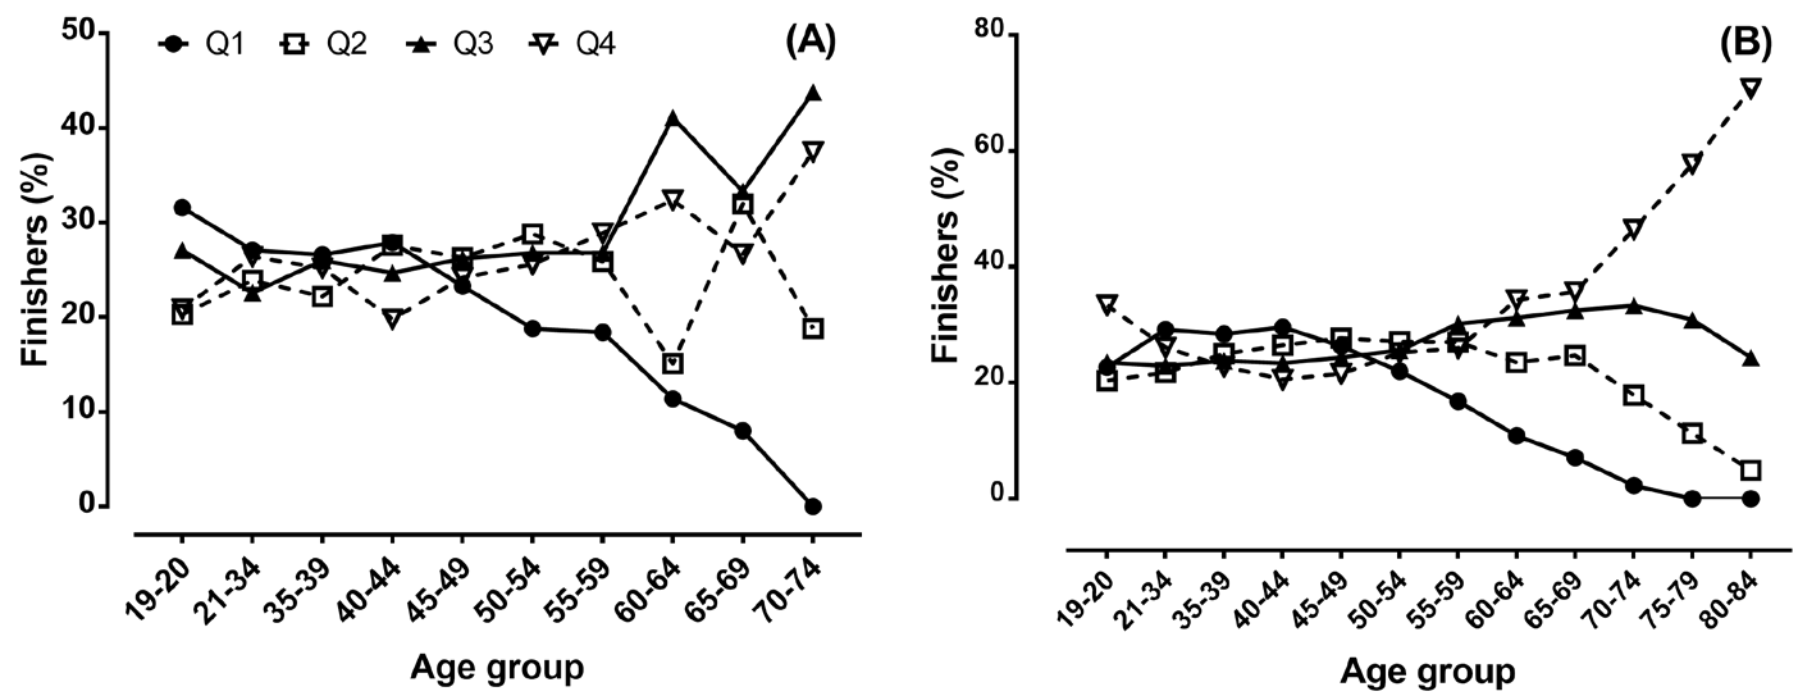 50
Q1 Q2 Q3 Q4
(A)
40
30
20
10
0
Finishers (%)
19-20 21-34 35-39 40-44 45-49 50-54 55-59 60-64 65-69 70-74
Age group
80
(B)
60
40
20
0
Finishers (%)
19-20 21-34 35-39 40-44 45-49 50-54 55-59 60-64 65-69 70-74 75-79 80-84
Age group